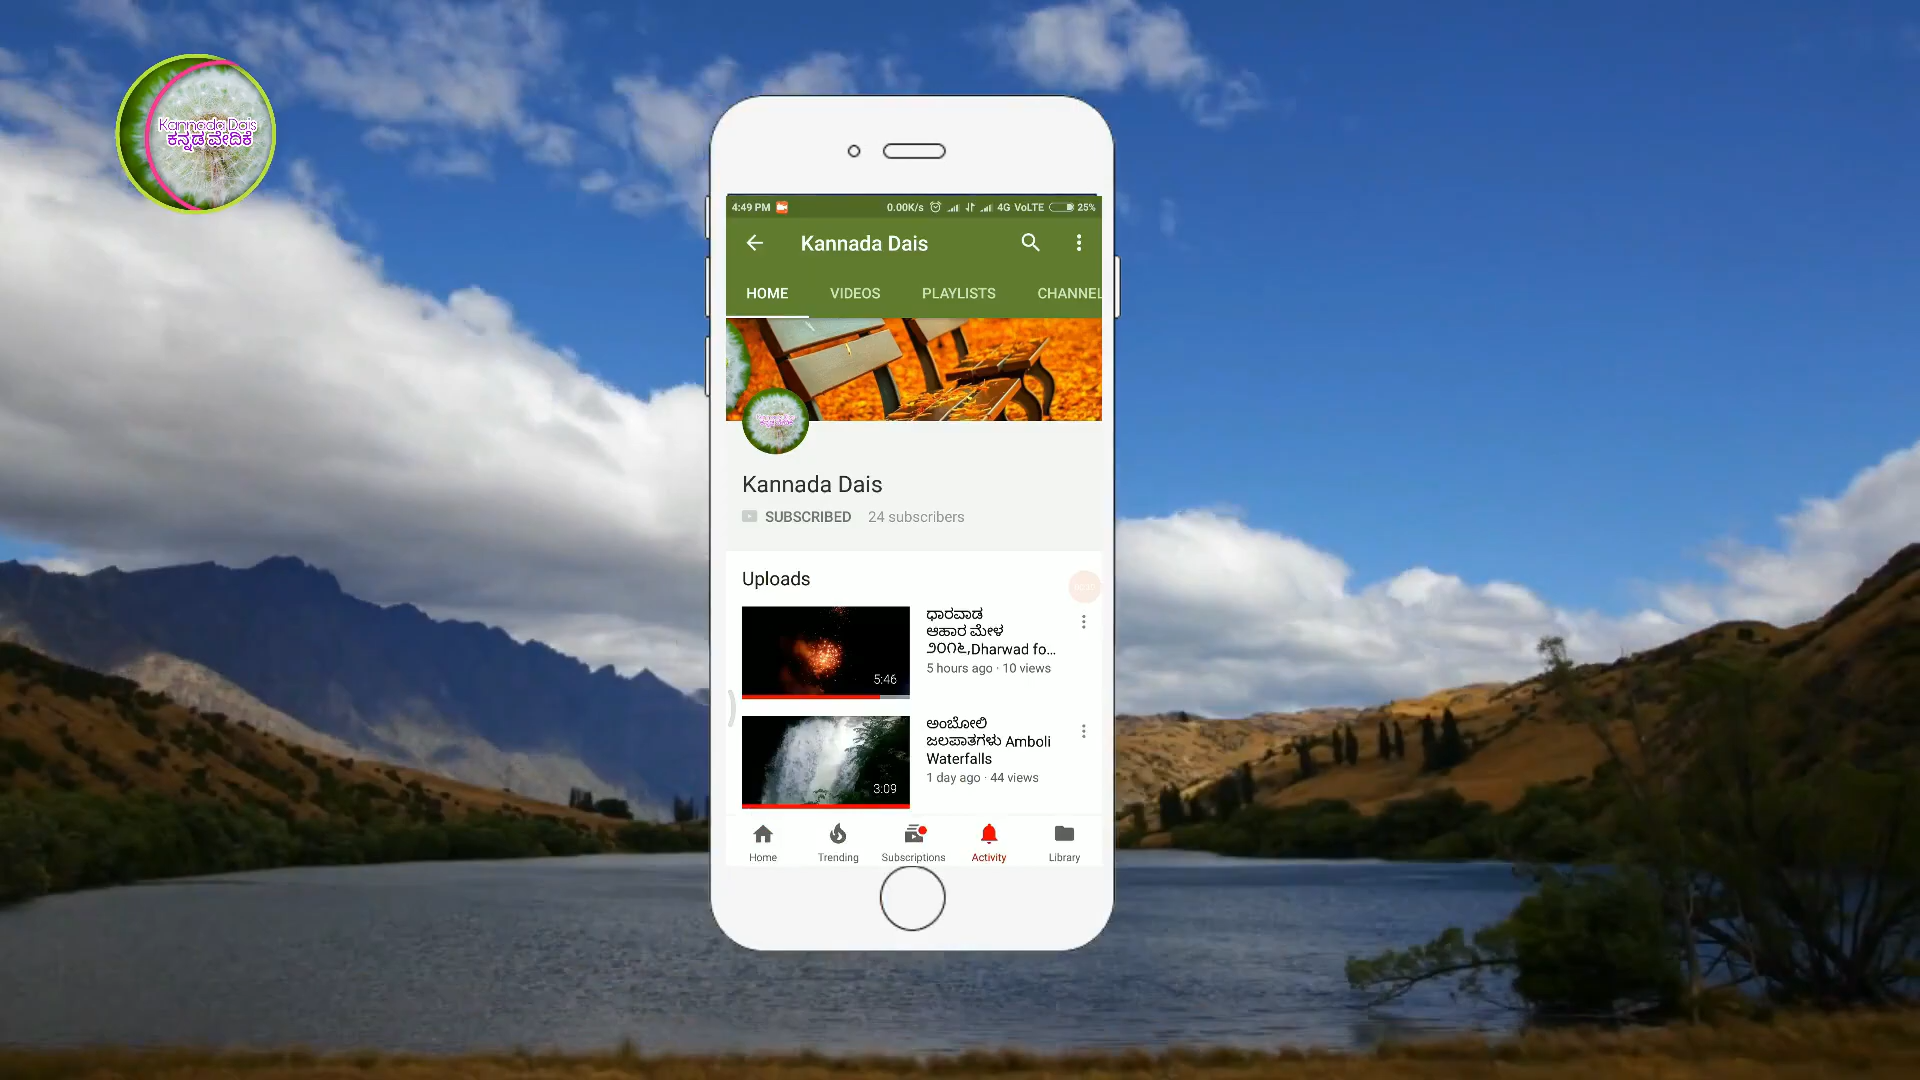 Kannada Dais
ಕನ್ನಡ ವೇದಿಕೆ
4:49 PM
0.00K/s 4G VoLTE 25%
Kannada Dais
HOME VIDEOS PLAYLISTS CHANNEL
Kannada Dais
SUBSCRIBED 24 subscribers
Uploads
ಧಾರವಾಡ
ಆಹಾರ ಮೇಳ
೨೦೧೬,Dharwad fo...
5 hours ago · 10 views
5:46
ಅಂಬೋಲಿ
ಜಲಪಾತಗಳು Amboli
Waterfalls
1 day ago · 44 views
3:09
Home Trending Subscriptions Activity Library